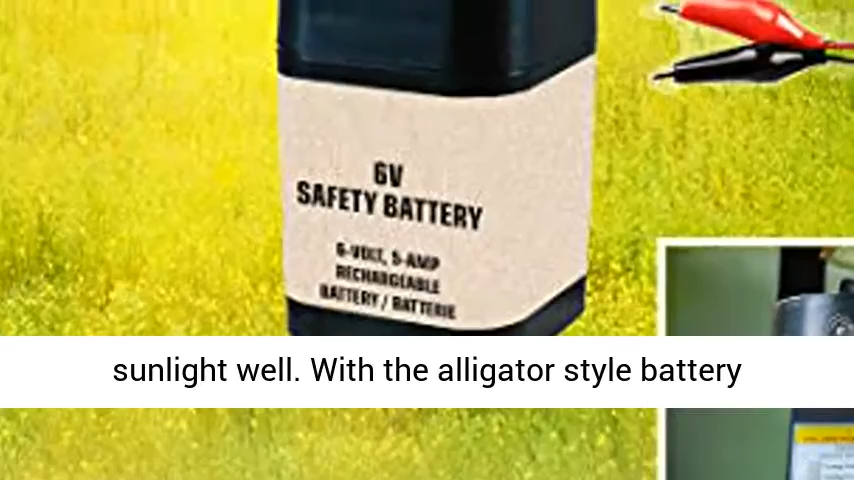 6V
SAFETY BATTERY
6-VOLT, 5-AMP
RECHARGEABLE
BATTERY / BATTERIE
sunlight well. With the alligator style battery